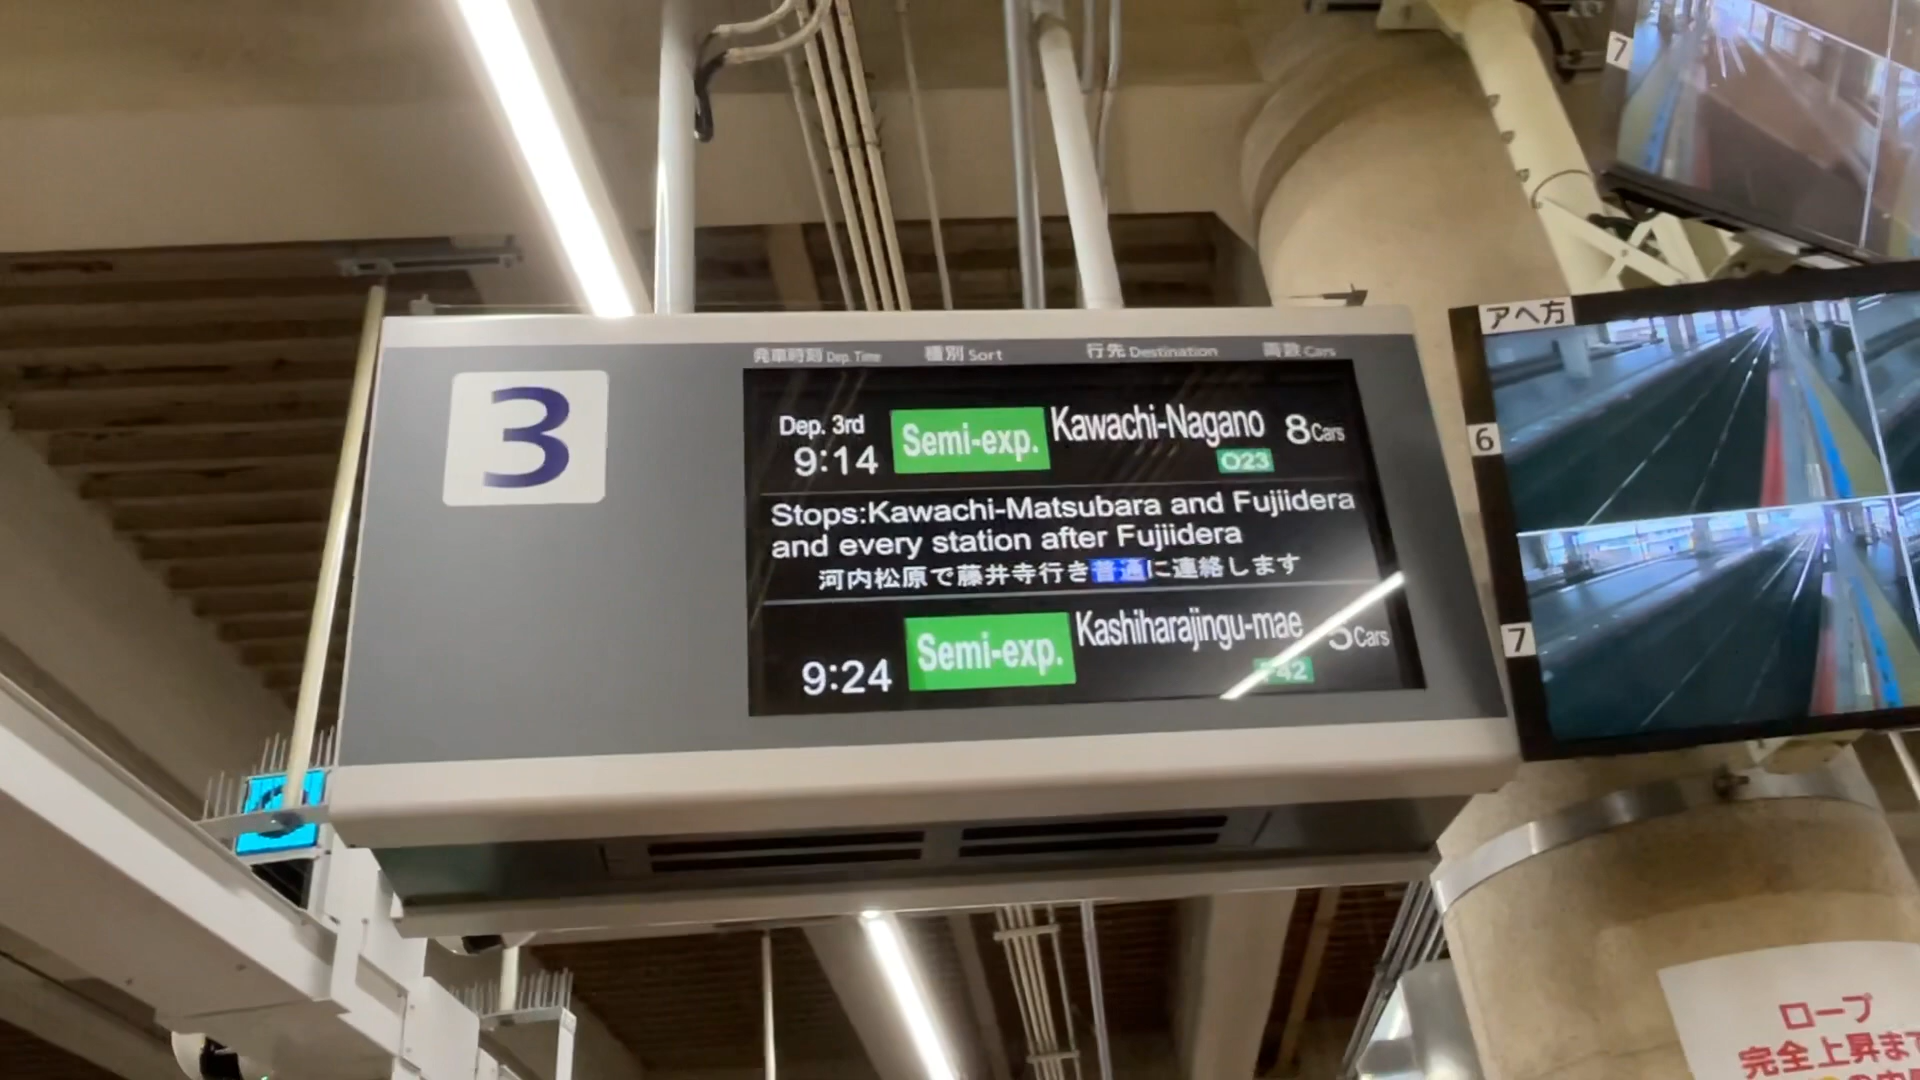 3
発車時刻 Dep. Time 種別 Sort 行先 Destination 両数 Cars
Dep. 3rd
9:14 Semi-exp. Kawachi-Nagano 8Cars
O23
Stops:Kawachi-Matsubara and Fujiidera
and every station after Fujiidera
河内松原で藤井寺行き普通に連絡します
9:24 Semi-exp. Kashiharajingu-mae 5Cars
42
7
アベ方
6
7
ロープ
完全上昇まで